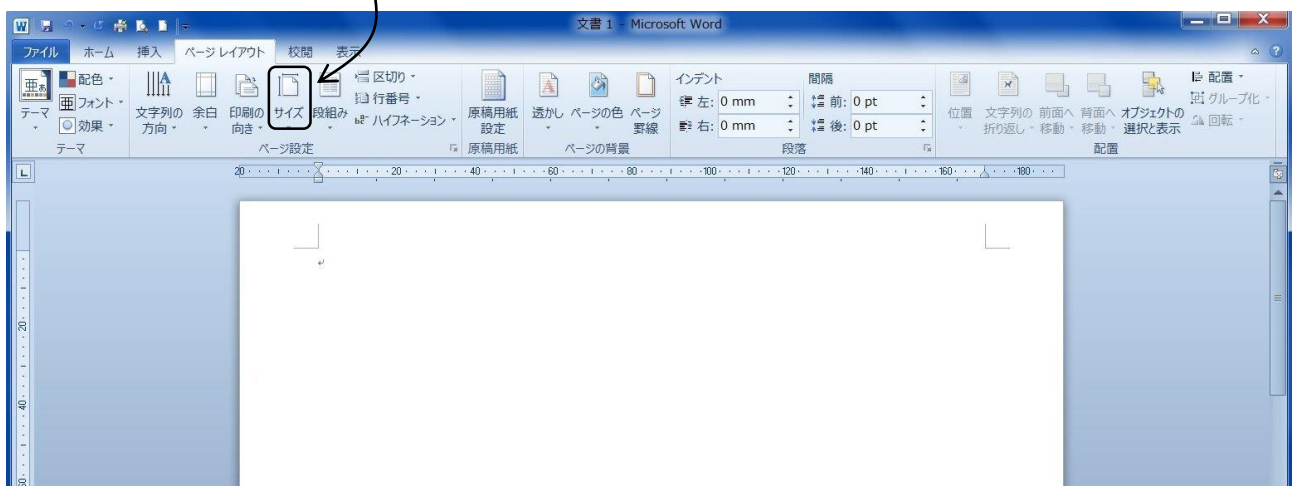 文書 1 - Microsoft Word
ファイル ホーム 挿入 ページ レイアウト 校閲 表示
亜あ 配色 A A 区切り インデント 間隔 配置
亜 フォント 行番号 左: 0 mm 前: 0 pt グループ化
テーマ 効果 文字列の方向 余白 印刷の向き サイズ 段組み bc ハイフネーション 原稿用紙設定 透かし ページの色 ページ罫線 右: 0 mm 後: 0 pt 位置 文字列の折り返し 前面へ移動 背面へ移動 オブジェクトの選択と表示 回転
テーマ ページ設定 原稿用紙 ページの背景 段落 配置
L 20 20 40 60 80 100 120 140 160 180
20
40
60